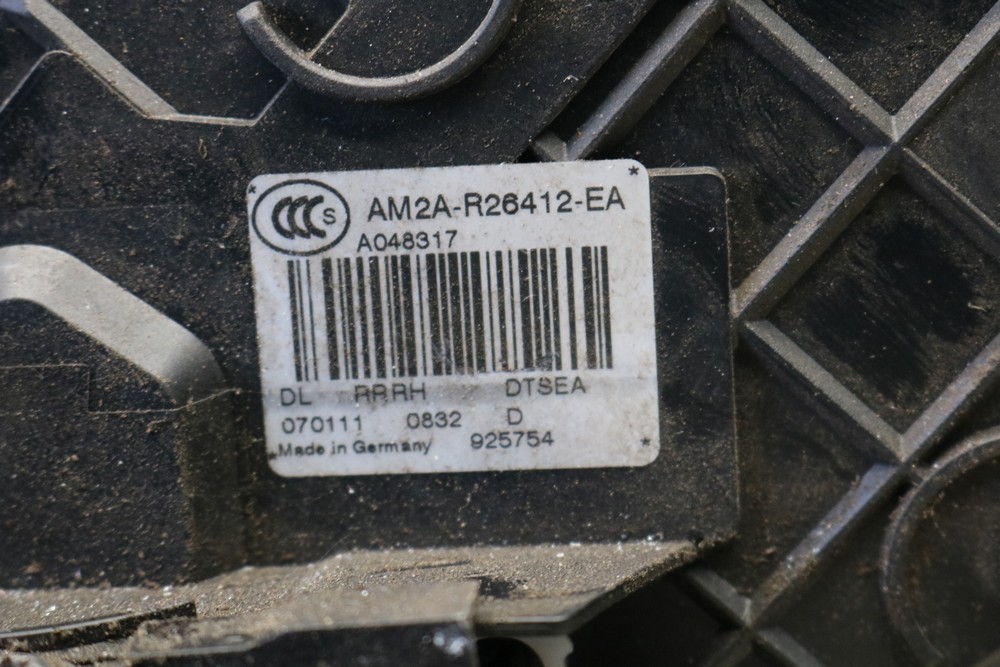 CCC S AM2A-R26412-EA
A048317
DL RRRH DTSEA
070111 0832 D
*Made in Germany 925754